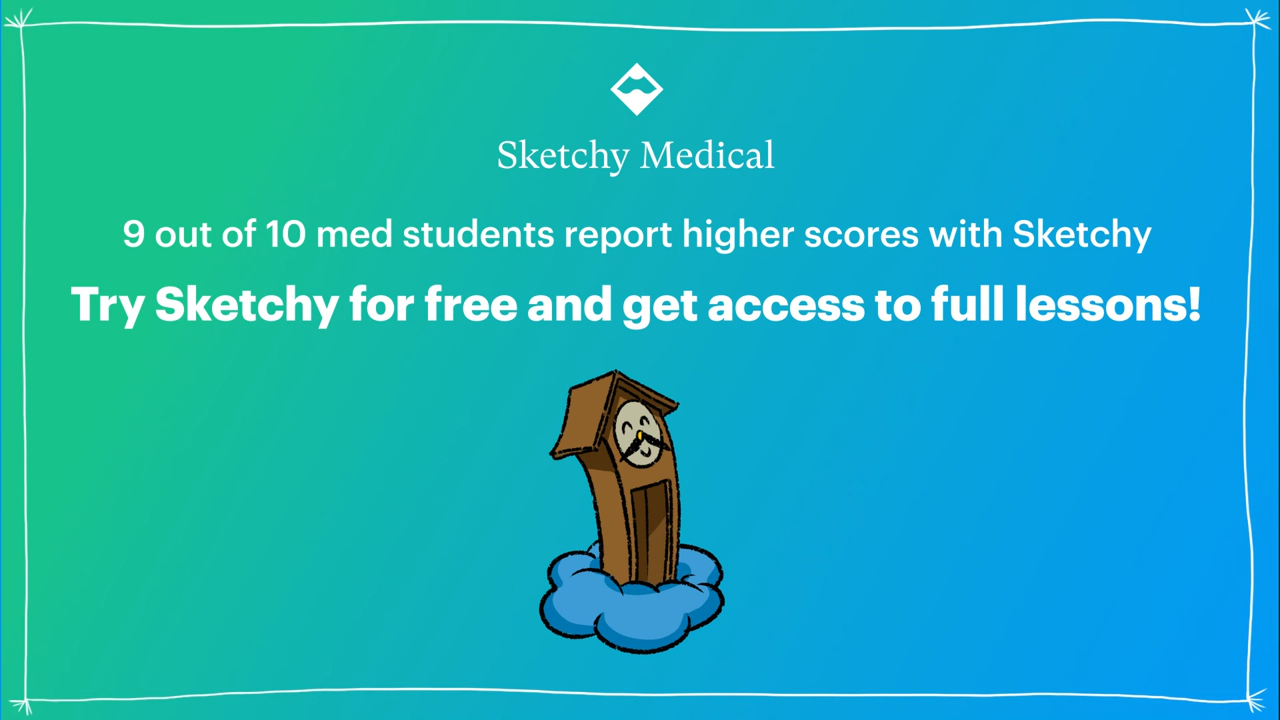 Sketchy Medical
9 out of 10 med students report higher scores with Sketchy
Try Sketchy for free and get access to full lessons!